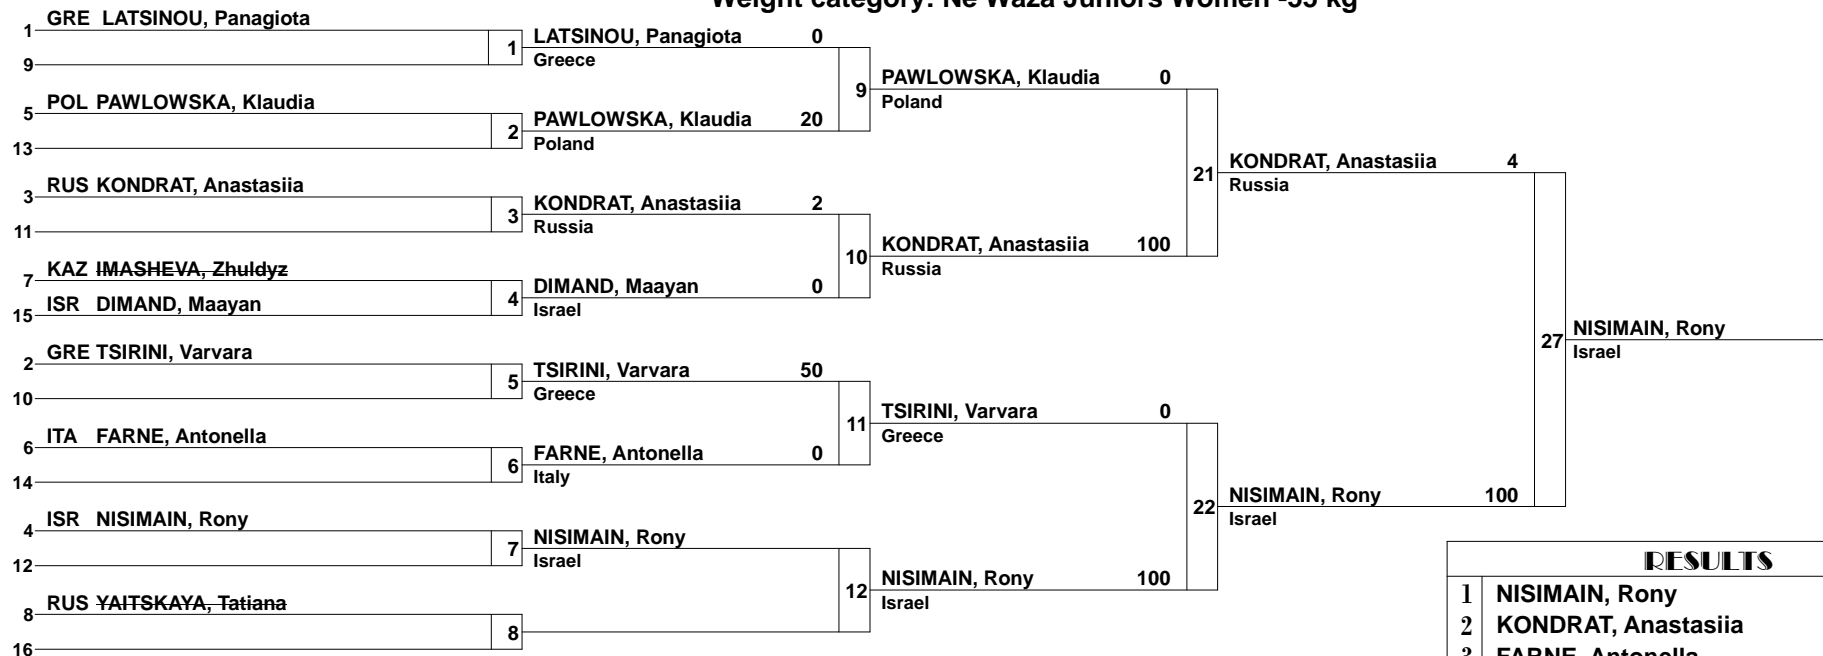 Weight category: Ne Waza Juniors Women -55 kg
1 GRE LATSINOU, Panagiota
9
1 LATSINOU, Panagiota 0
Greece
5 POL PAWLOWSKA, Klaudia
13
2 PAWLOWSKA, Klaudia 20
Poland
9 PAWLOWSKA, Klaudia 0
Poland
3 RUS KONDRAT, Anastasiia
11
3 KONDRAT, Anastasiia 2
Russia
7 KAZ IMASHEVA, Zhuldyz
15 ISR DIMAND, Maayan
4 DIMAND, Maayan 0
Israel
10 KONDRAT, Anastasiia 100
Russia
21 KONDRAT, Anastasiia 4
Russia
2 GRE TSIRINI, Varvara
10
5 TSIRINI, Varvara 50
Greece
6 ITA FARNE, Antonella
14
6 FARNE, Antonella 0
Italy
11 TSIRINI, Varvara 0
Greece
4 ISR NISIMAIN, Rony
12
7 NISIMAIN, Rony
Israel
8 RUS YAITSKAYA, Tatiana
16
8
12 NISIMAIN, Rony 100
Israel
22 NISIMAIN, Rony 100
Israel
27 NISIMAIN, Rony
Israel
RESULTS
1 NISIMAIN, Rony
2 KONDRAT, Anastasiia
3 FARNE, Antonella